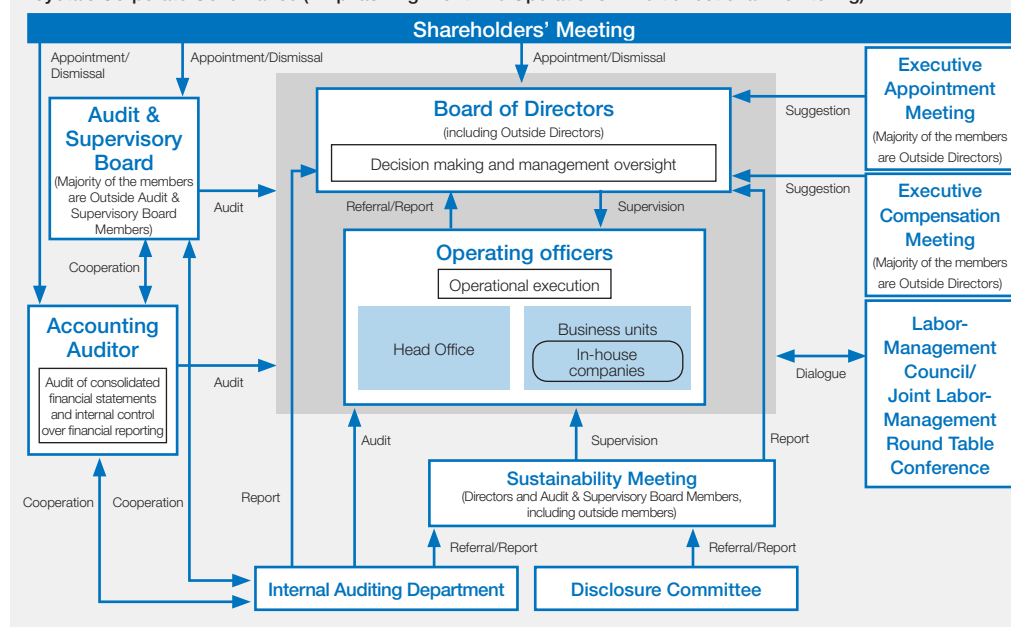 Shareholders' Meeting
Appointment/
Dismissal
Appointment/Dismissal
Appointment/Dismissal
Audit &
Supervisory
Board
(Majority of the members
are Outside Audit &
Supervisory Board
Members)
Audit
Board of Directors
(including Outside Directors)
Decision making and management oversight
Suggestion
Executive
Appointment
Meeting
(Majority of the members
are Outside Directors)
Suggestion
Executive
Compensation
Meeting
(Majority of the members
are Outside Directors)
Referral/Report
Supervision
Cooperation
Operating officers
Operational execution
Head Office
Business units
In-house
companies
Accounting
Auditor
Audit of consolidated
financial statements
and internal control
over financial reporting
Audit
Dialogue
Labor-
Management
Council/
Joint Labor-
Management
Round Table
Conference
Audit
Supervision
Report
Cooperation
Cooperation
Report
Sustainability Meeting
(Directors and Audit & Supervisory Board Members,
including outside members)
Referral/Report
Referral/Report
Internal Auditing Department
Disclosure Committee